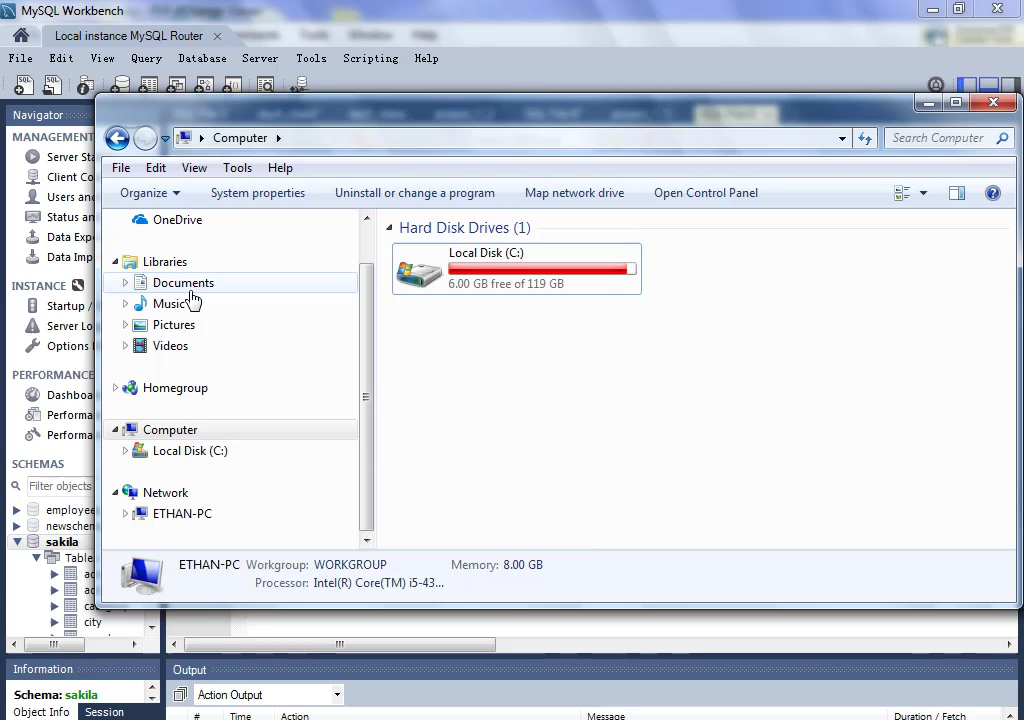 MySQL Workbench
Local instance MySQL Router
File Edit View Query Database Server Tools Scripting Help
Navigator
MANAGEMENT
Server Sta
Client Co
Users and
Status an
Data Exp
Data Imp
INSTANCE
Startup /
Server Lo
Options
PERFORMANCE
Dashboa
Performa
Performa
SCHEMAS
Filter objects
employee
newschem
sakila
Table
ac
ad
cat
city
Information
Schema: sakila
Object Info Session
Computer
Search Computer
File Edit View Tools Help
Organize System properties Uninstall or change a program Map network drive Open Control Panel
OneDrive
Libraries
Documents
Music
Pictures
Videos
Homegroup
Computer
Local Disk (C:)
Network
ETHAN-PC
Hard Disk Drives (1)
Local Disk (C:)
6.00 GB free of 119 GB
ETHAN-PC Workgroup: WORKGROUP Memory: 8.00 GB
Processor: Intel(R) Core(TM) i5-43...
Output
Action Output
# Time Action Message Duration / Fetch